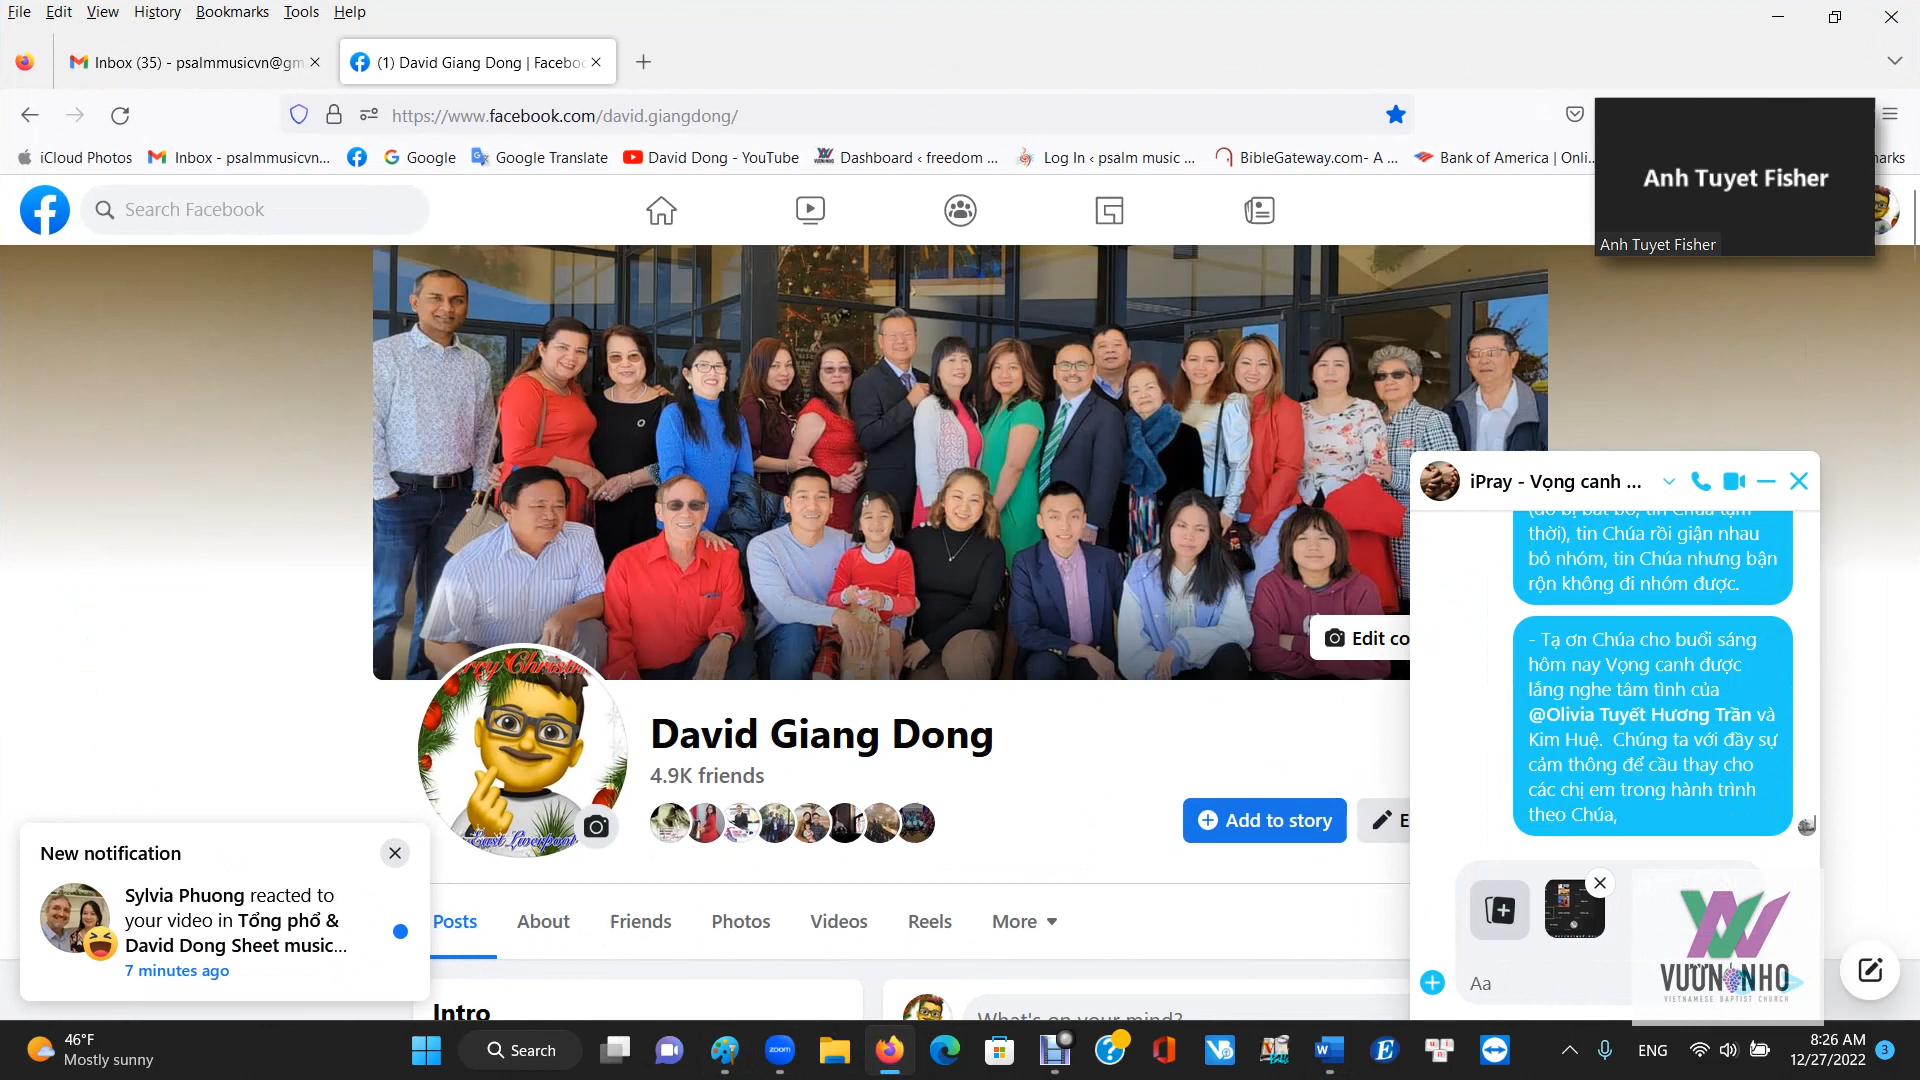 File Edit View History Bookmarks Tools Help
Inbox (35) - psalmmusicvn@gm
(1) David Giang Dong | Facebo
https://www.facebook.com/david.giangdong/
iCloud Photos Inbox - psalmmusicvn... Google Google Translate David Dong - YouTube Dashboard ‹ freedom ... Log In ‹ psalm music ... BibleGateway.com- A ... Bank of America | Onli...
Anh Tuyet Fisher
Anh Tuyet Fisher
Search Facebook
Edit co
David Giang Dong
4.9K friends
Add to story
E
Posts About Friends Photos Videos Reels More
Intro
What's on your mind?
New notification
Sylvia Phuong reacted to
your video in Tổng phổ &
David Dong Sheet music...
7 minutes ago
iPray - Vọng canh ...
thời), tin Chúa rồi giận nhau
bỏ nhóm, tin Chúa nhưng bận
rộn không đi nhóm được.
- Tạ ơn Chúa cho buổi sáng
hôm nay Vọng canh được
lắng nghe tâm tình của
@Olivia Tuyết Hương Trần và
Kim Huệ. Chúng ta với đầy sự
cảm thông để cầu thay cho
các chị em trong hành trình
theo Chúa,
Aa
VƯỜN NHO
VIETNAMESE BAPTIST CHURCH
46°F
Mostly sunny
Search
zoom
ENG
8:26 AM
12/27/2022
3